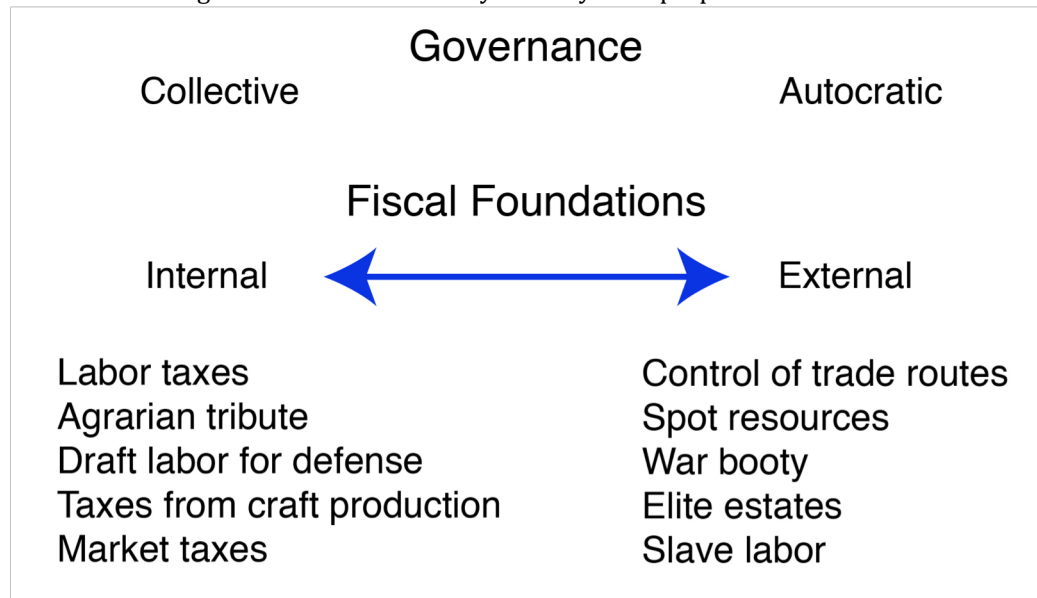 Governance
Collective Autocratic
Fiscal Foundations
Internal External
Labor taxes
Agrarian tribute
Draft labor for defense
Taxes from craft production
Market taxes
Control of trade routes
Spot resources
War booty
Elite estates
Slave labor